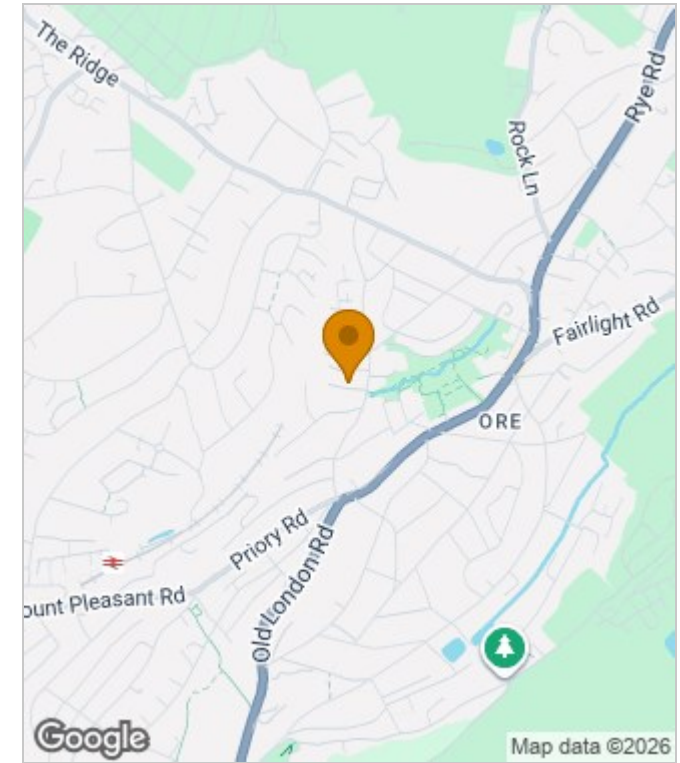 The Ridge
Rye Rd
Rock Ln
Fairlight Rd
ORE
Priory Rd
ount Pleasant Rd
Old London Rd
Google
Map data ©2026